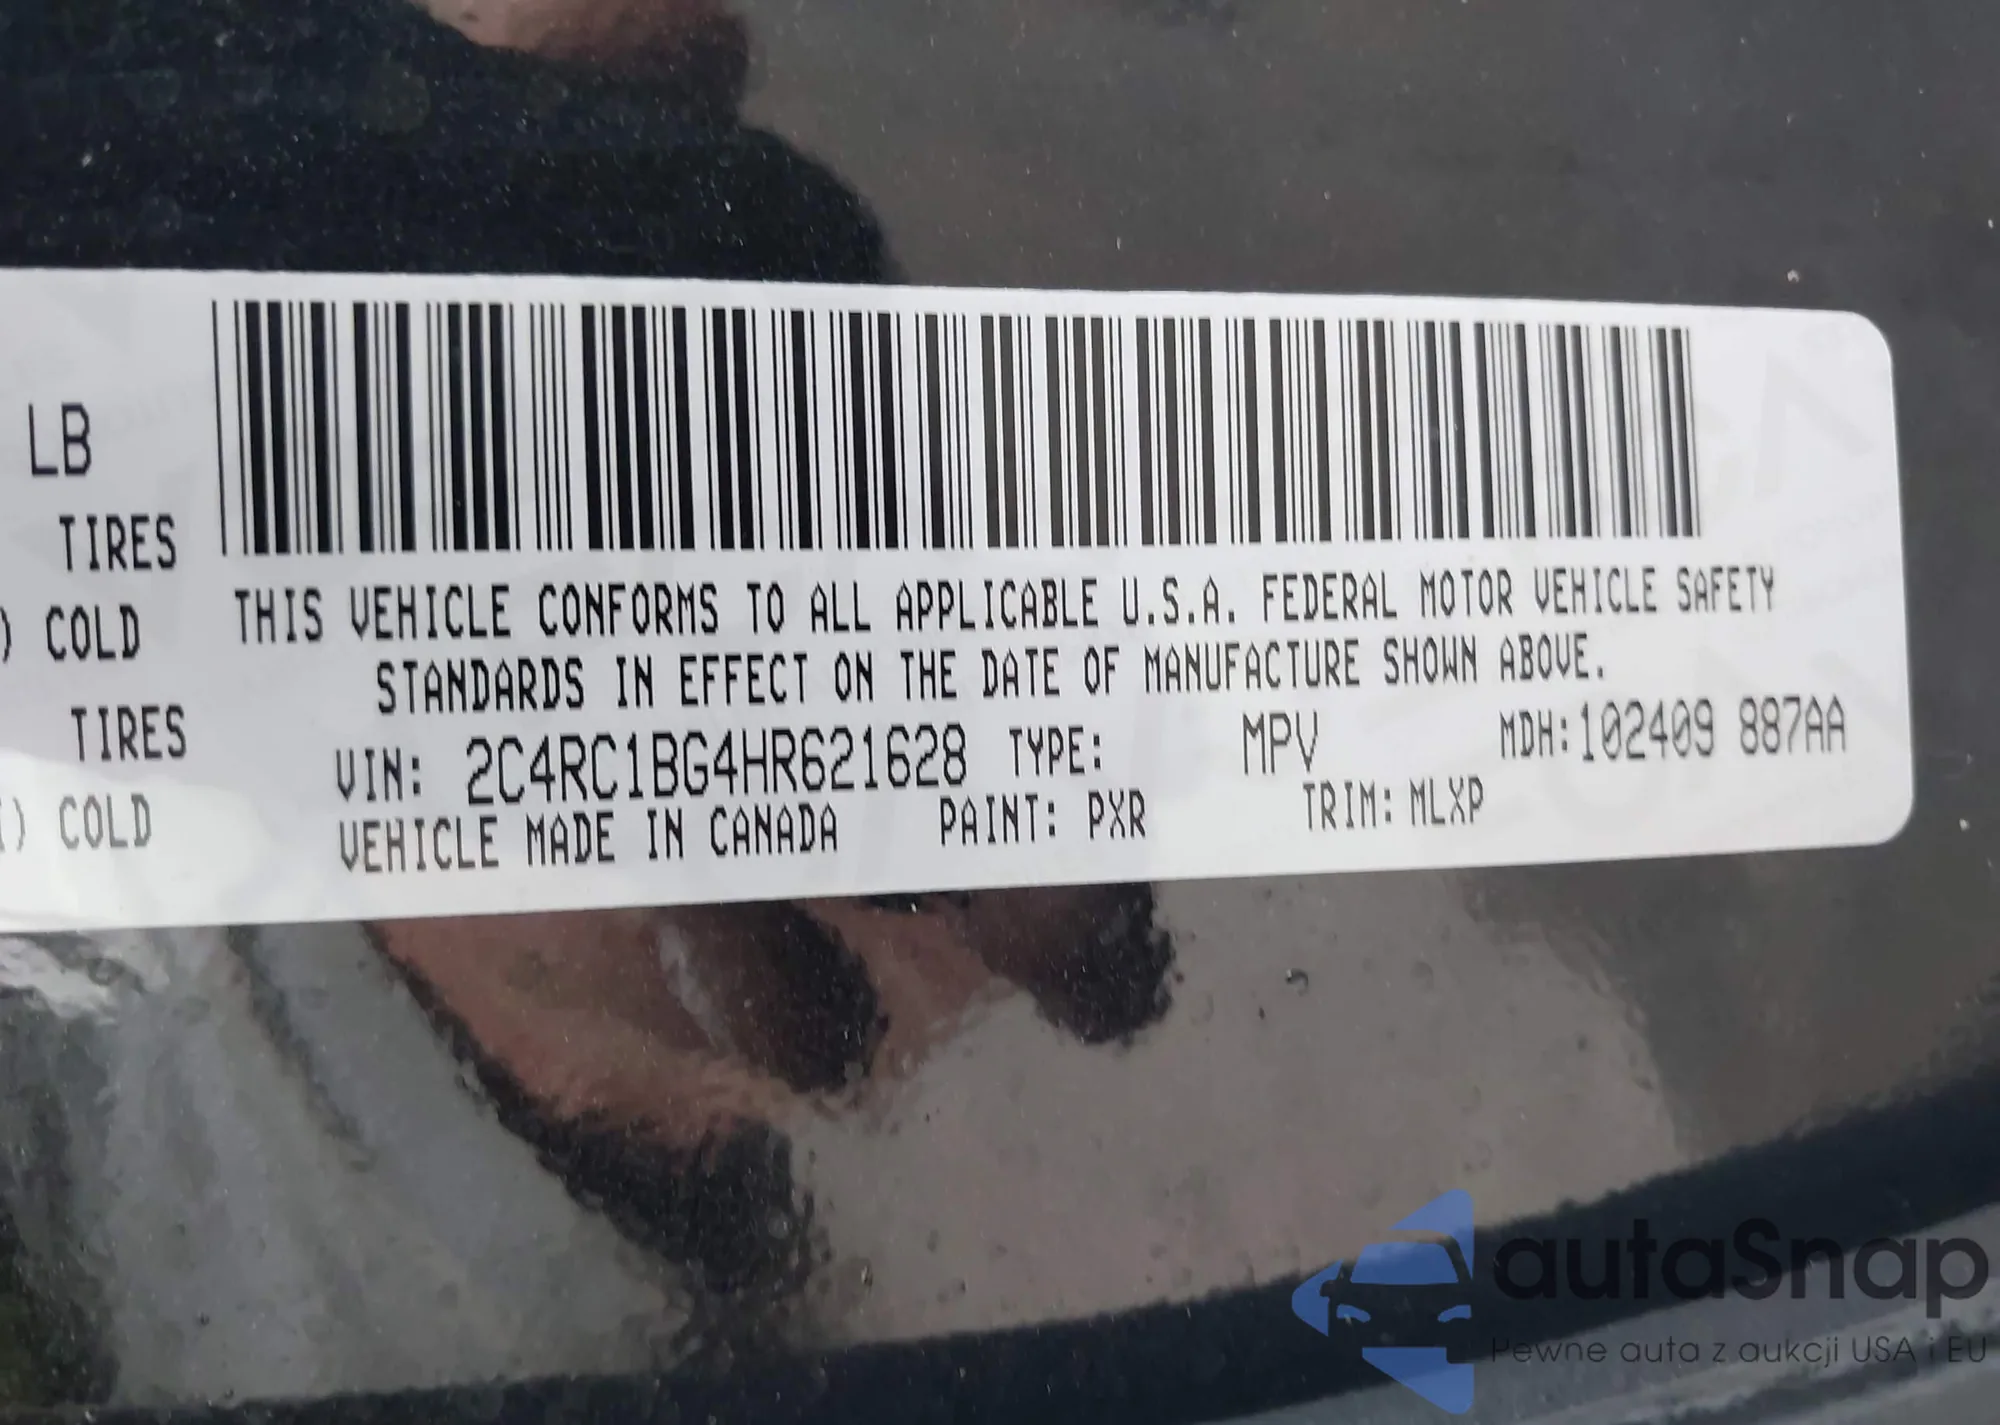 LB
TIRES
) COLD
TIRES
) COLD
THIS VEHICLE CONFORMS TO ALL APPLICABLE U.S.A. FEDERAL MOTOR VEHICLE SAFETY
STANDARDS IN EFFECT ON THE DATE OF MANUFACTURE SHOWN ABOVE.
VIN: 2C4RC1BG4HR621628 TYPE: MPV MDH:102409 887AA
VEHICLE MADE IN CANADA PAINT: PXR TRIM: MLXP
autaSnap
Pewne auta z aukcji USA i EU